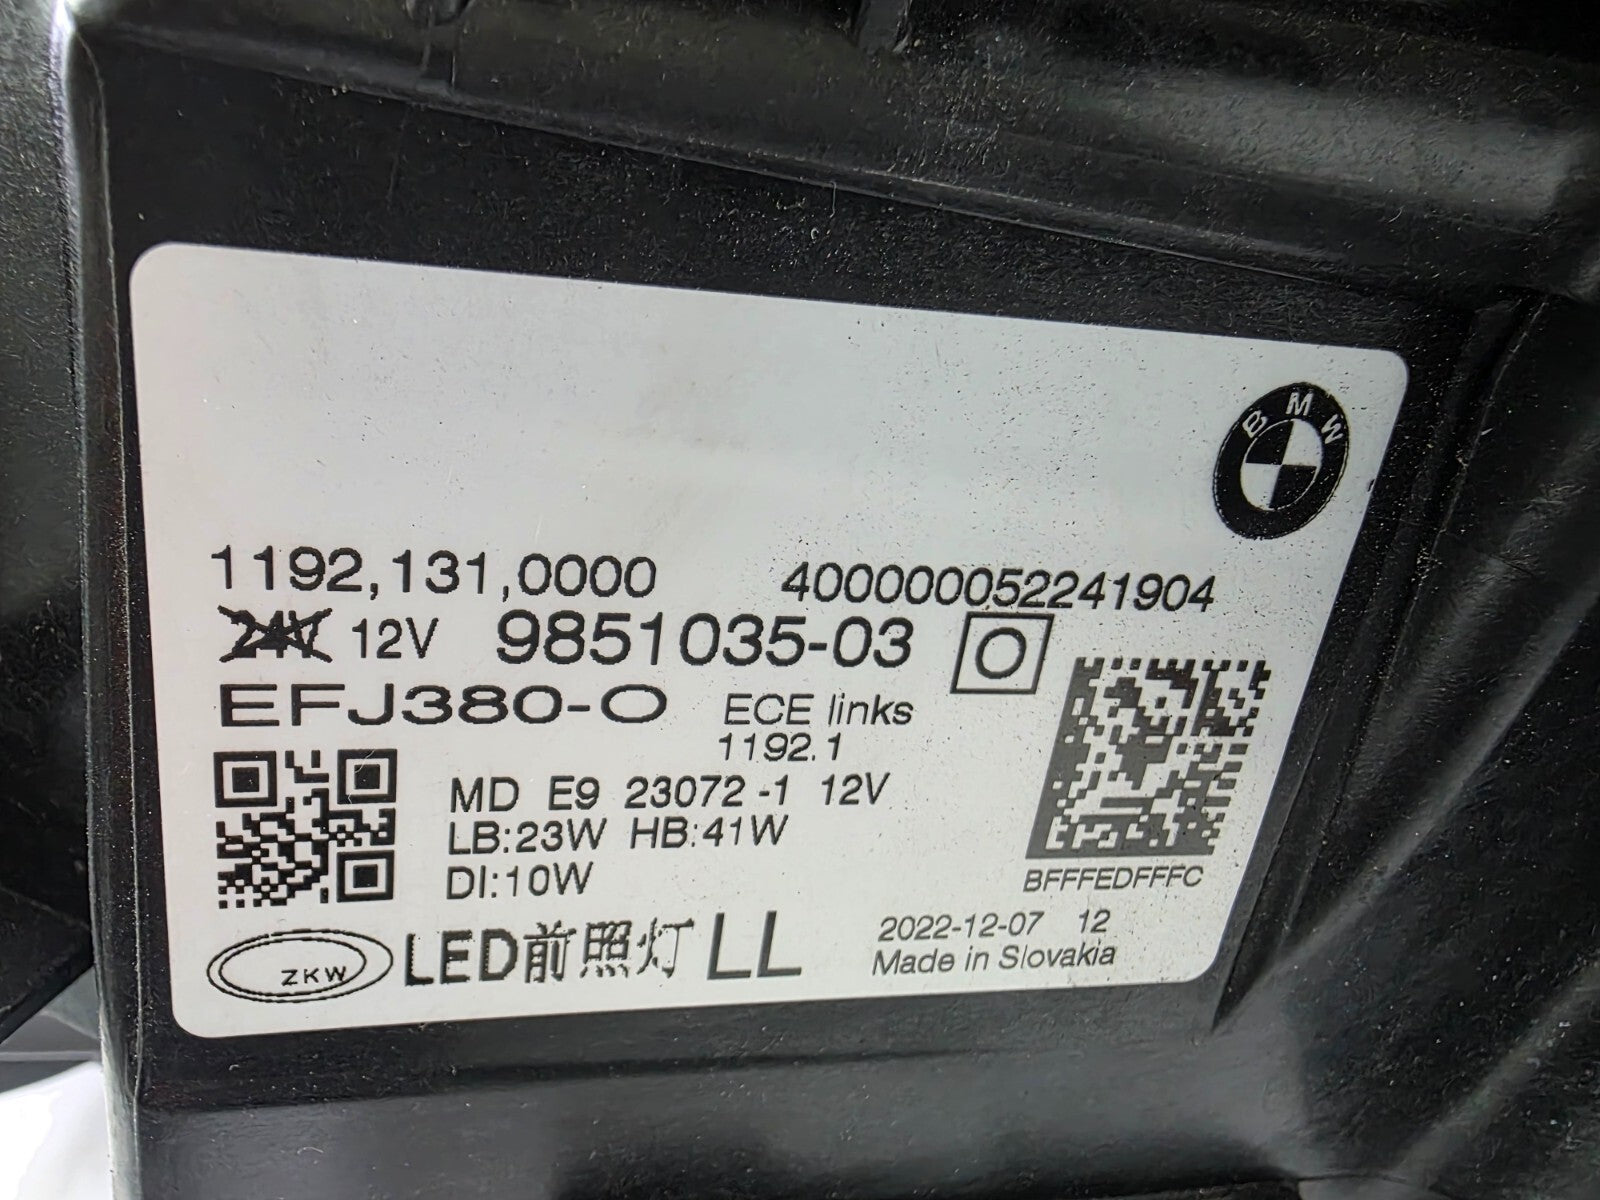 BMW
1192,131,0000 400000052241904
24V 12V 9851035-03 O
EFJ380-O ECE links
1192.1
MD E9 23072 -1 12V
LB:23W HB:41W
DI:10W
BFFFEDFFFC
ZKW LED前照灯 LL
2022-12-07 12
Made in Slovakia